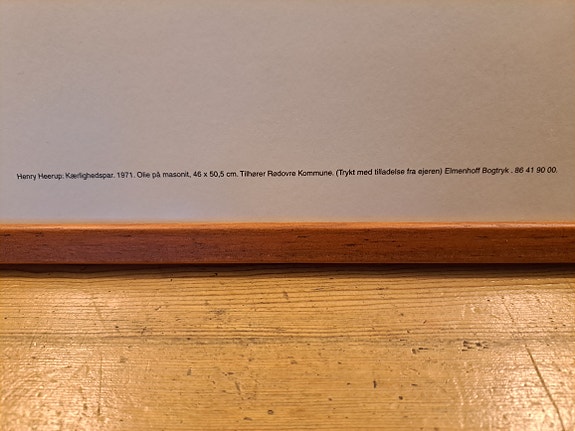 Henry Heerup: Kærlighedspar. 1971. Olie på masonit, 46 x 50,5 cm. Tilhører Rødovre Kommune. (Trykt med tilladelse fra ejeren) Elmenhoff Bogtryk . 86 41 90 00.